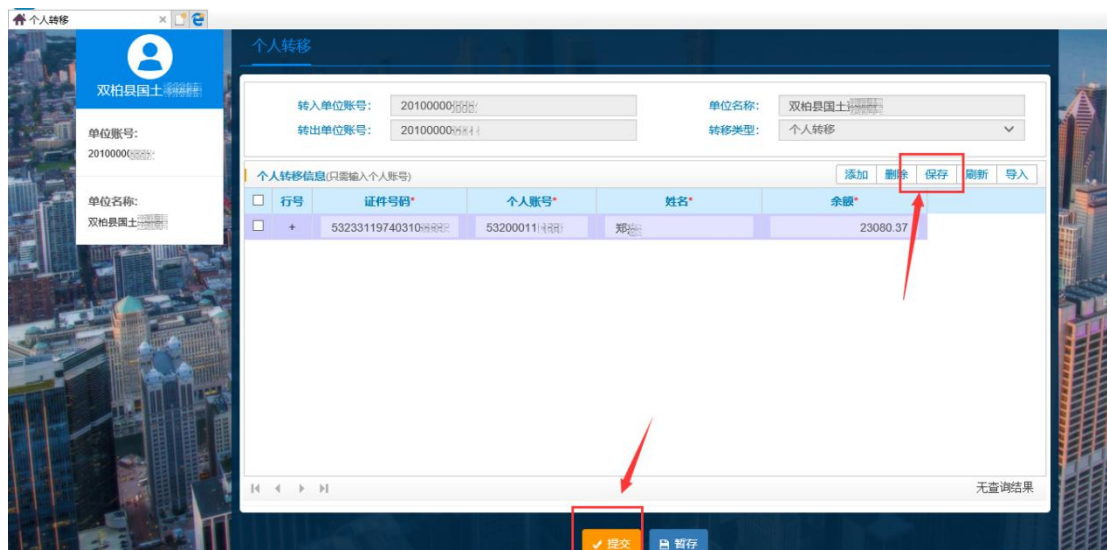 个人转移
个人转移
双柏县国土
单位账号:
2010000
单位名称:
双柏县国土
转入单位账号: 20100000 单位名称: 双柏县国土
转出单位账号: 20100000 转移类型: 个人转移
个人转移信息(只需输入个人账号) 添加 删除 保存 刷新 导入
行号 证件号码* 个人账号* 姓名* 余额*
+ 53233119740310 53200011 郑 23080.37
无查询结果
提交 暂存